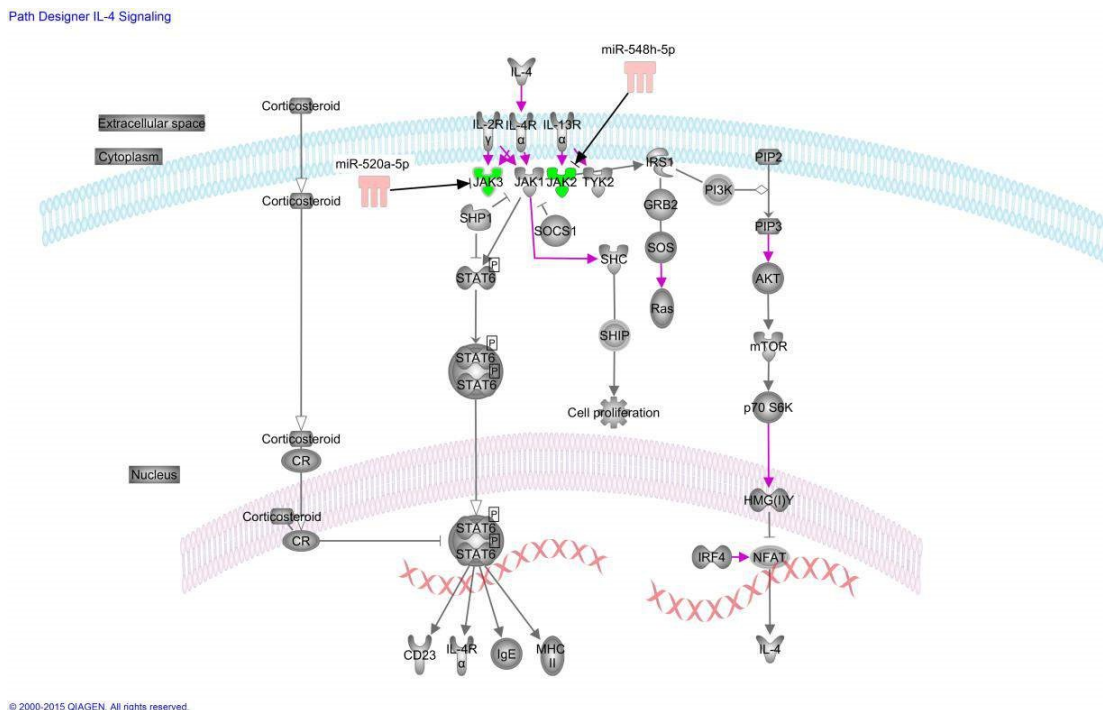 Path Designer IL-4 Signaling
miR-548h-5p
IL-4
Corticosteroid
Extracellular space
IL-2R
γ
IL-4R
α
IL-13R
α
Cytoplasm
miR-520a-5p
IRS1
PIP2
JAK3
JAK1
JAK2
TYK2
PI3K
Corticosteroid
GRB2
SHP1
SOCS1
PIP3
SOS
SHC
P
STAT6
AKT
Ras
SHIP
P
mTOR
STAT6
P
STAT6
p70 S6K
Cell proliferation
Corticosteroid
CR
Nucleus
HMG(I)Y
Corticosteroid
P
STAT6
CR
P
STAT6
IRF4
NFAT
CD23
IL-4R
α
IgE
MHC
II
IL-4
© 2000-2015 QIAGEN. All rights reserved.